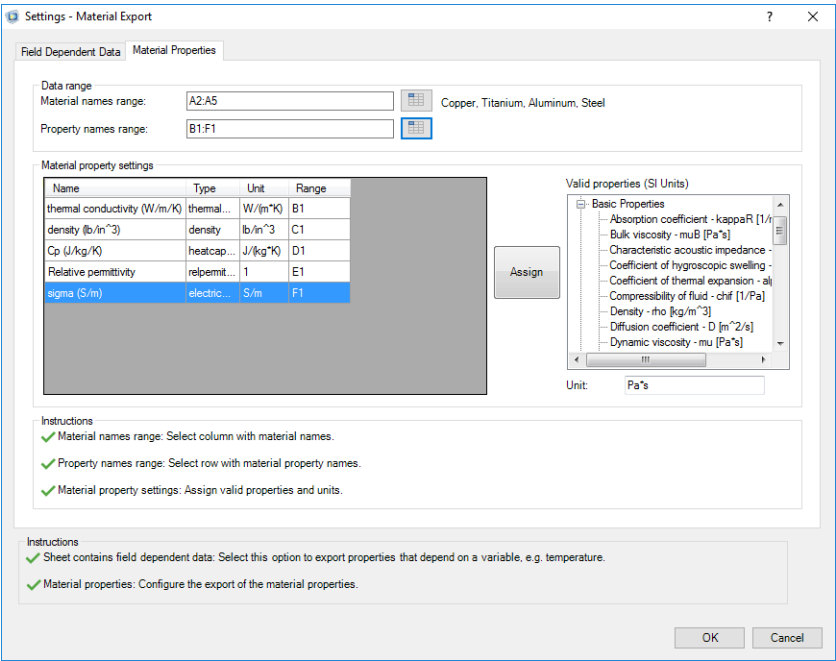 Settings - Material Export
?
Field Dependent Data
Material Properties
Data range
Material names range:
A2:A5
Copper, Titanium, Aluminum, Steel
Property names range:
B1:F1
Material property settings
Name Type Unit Range
thermal conductivity (W/m/K) thermal... W/(m*K) B1
density (lb/in^3) density lb/in^3 C1
Cp (J/kg/K) heatcap... J/(kg*K) D1
Relative permittivity relpermit... 1 E1
sigma (S/m) electric... S/m F1
Assign
Valid properties (SI Units)
Basic Properties
Absorption coefficient - kappaR [1/
Bulk viscosity - muB [Pa*s]
Characteristic acoustic impedance -
Coefficient of hygroscopic swelling -
Coefficient of thermal expansion - al
Compressibility of fluid - chif [1/Pa]
Density - rho [kg/m^3]
Diffusion coefficient - D [m^2/s]
Dynamic viscosity - mu [Pa*s]
Unit:
Pa*s
Instructions
Material names range: Select column with material names.
Property names range: Select row with material property names.
Material property settings: Assign valid properties and units.
Instructions
Sheet contains field dependent data: Select this option to export properties that depend on a variable, e.g. temperature.
Material properties: Configure the export of the material properties.
OK
Cancel